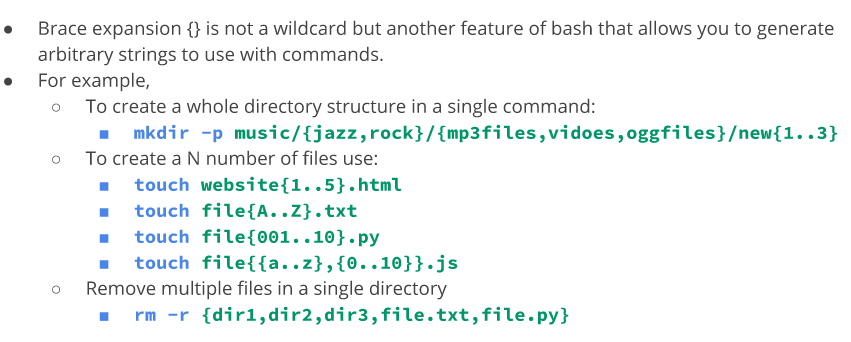 ● Brace expansion {} is not a wildcard but another feature of bash that allows you to generate
arbitrary strings to use with commands.
● For example,
○ To create a whole directory structure in a single command:
■ mkdir -p music/{jazz,rock}/{mp3files,vidoes,oggfiles}/new{1..3}
○ To create a N number of files use:
■ touch website{1..5}.html
■ touch file{A..Z}.txt
■ touch file{001..10}.py
■ touch file{{a..z},{0..10}}.js
○ Remove multiple files in a single directory
■ rm -r {dir1,dir2,dir3,file.txt,file.py}